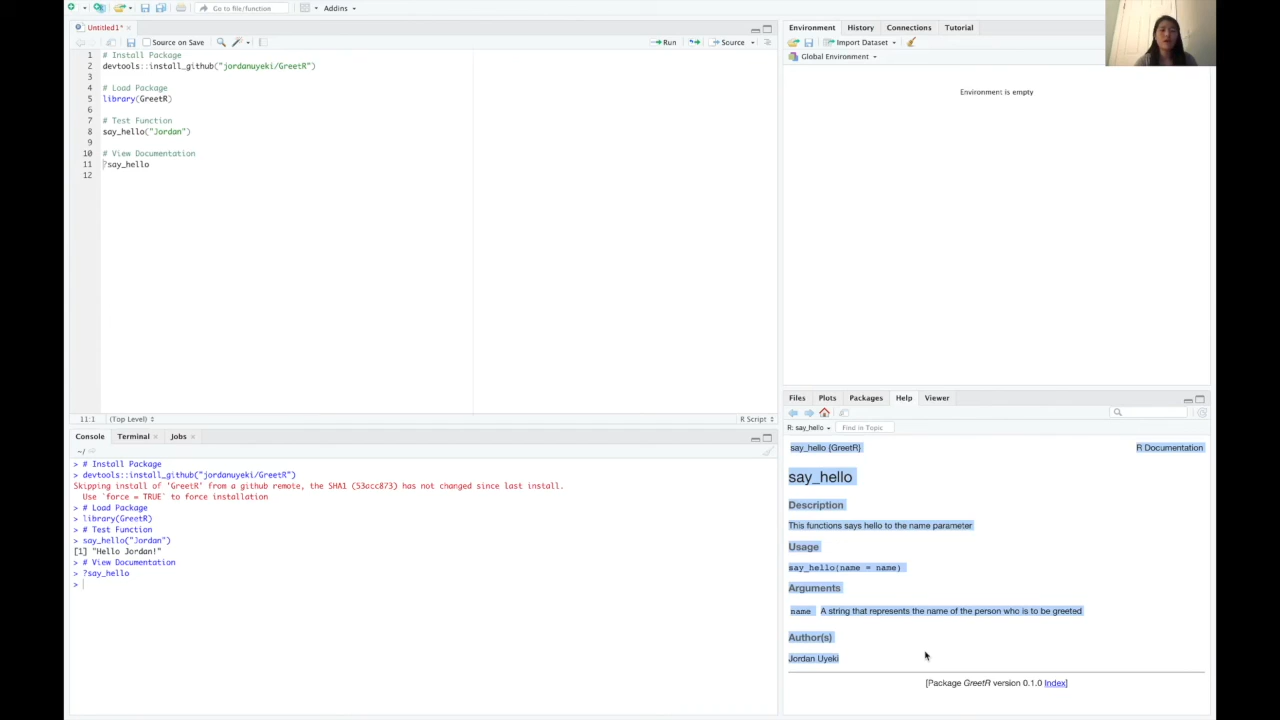 Go to file/function
Addins
Untitled1*
Source on Save
Run
Source
1 # Install Package
2 devtools::install_github("jordanuyeki/GreetR")
3
4 # Load Package
5 library(GreetR)
6
7 # Test Function
8 say_hello("Jordan")
9
10 # View Documentation
11 ?say_hello
12
11:1
(Top Level)
R Script
Console
Terminal
Jobs
~/
> # Install Package
> devtools::install_github("jordanuyeki/GreetR")
Skipping install of 'GreetR' from a github remote, the SHA1 (53acc873) has not changed since last install.
Use `force = TRUE` to force installation
> # Load Package
> library(GreetR)
> # Test Function
> say_hello("Jordan")
[1] "Hello Jordan!"
> # View Documentation
> ?say_hello
>
Environment
History
Connections
Tutorial
Import Dataset
Global Environment
Environment is empty
Files
Plots
Packages
Help
Viewer
R: say_hello
Find in Topic
say_hello {GreetR}
R Documentation
say_hello
Description
This functions says hello to the name parameter
Usage
say_hello(name = name)
Arguments
name A string that represents the name of the person who is to be greeted
Author(s)
Jordan Uyeki
[Package GreetR version 0.1.0 Index]